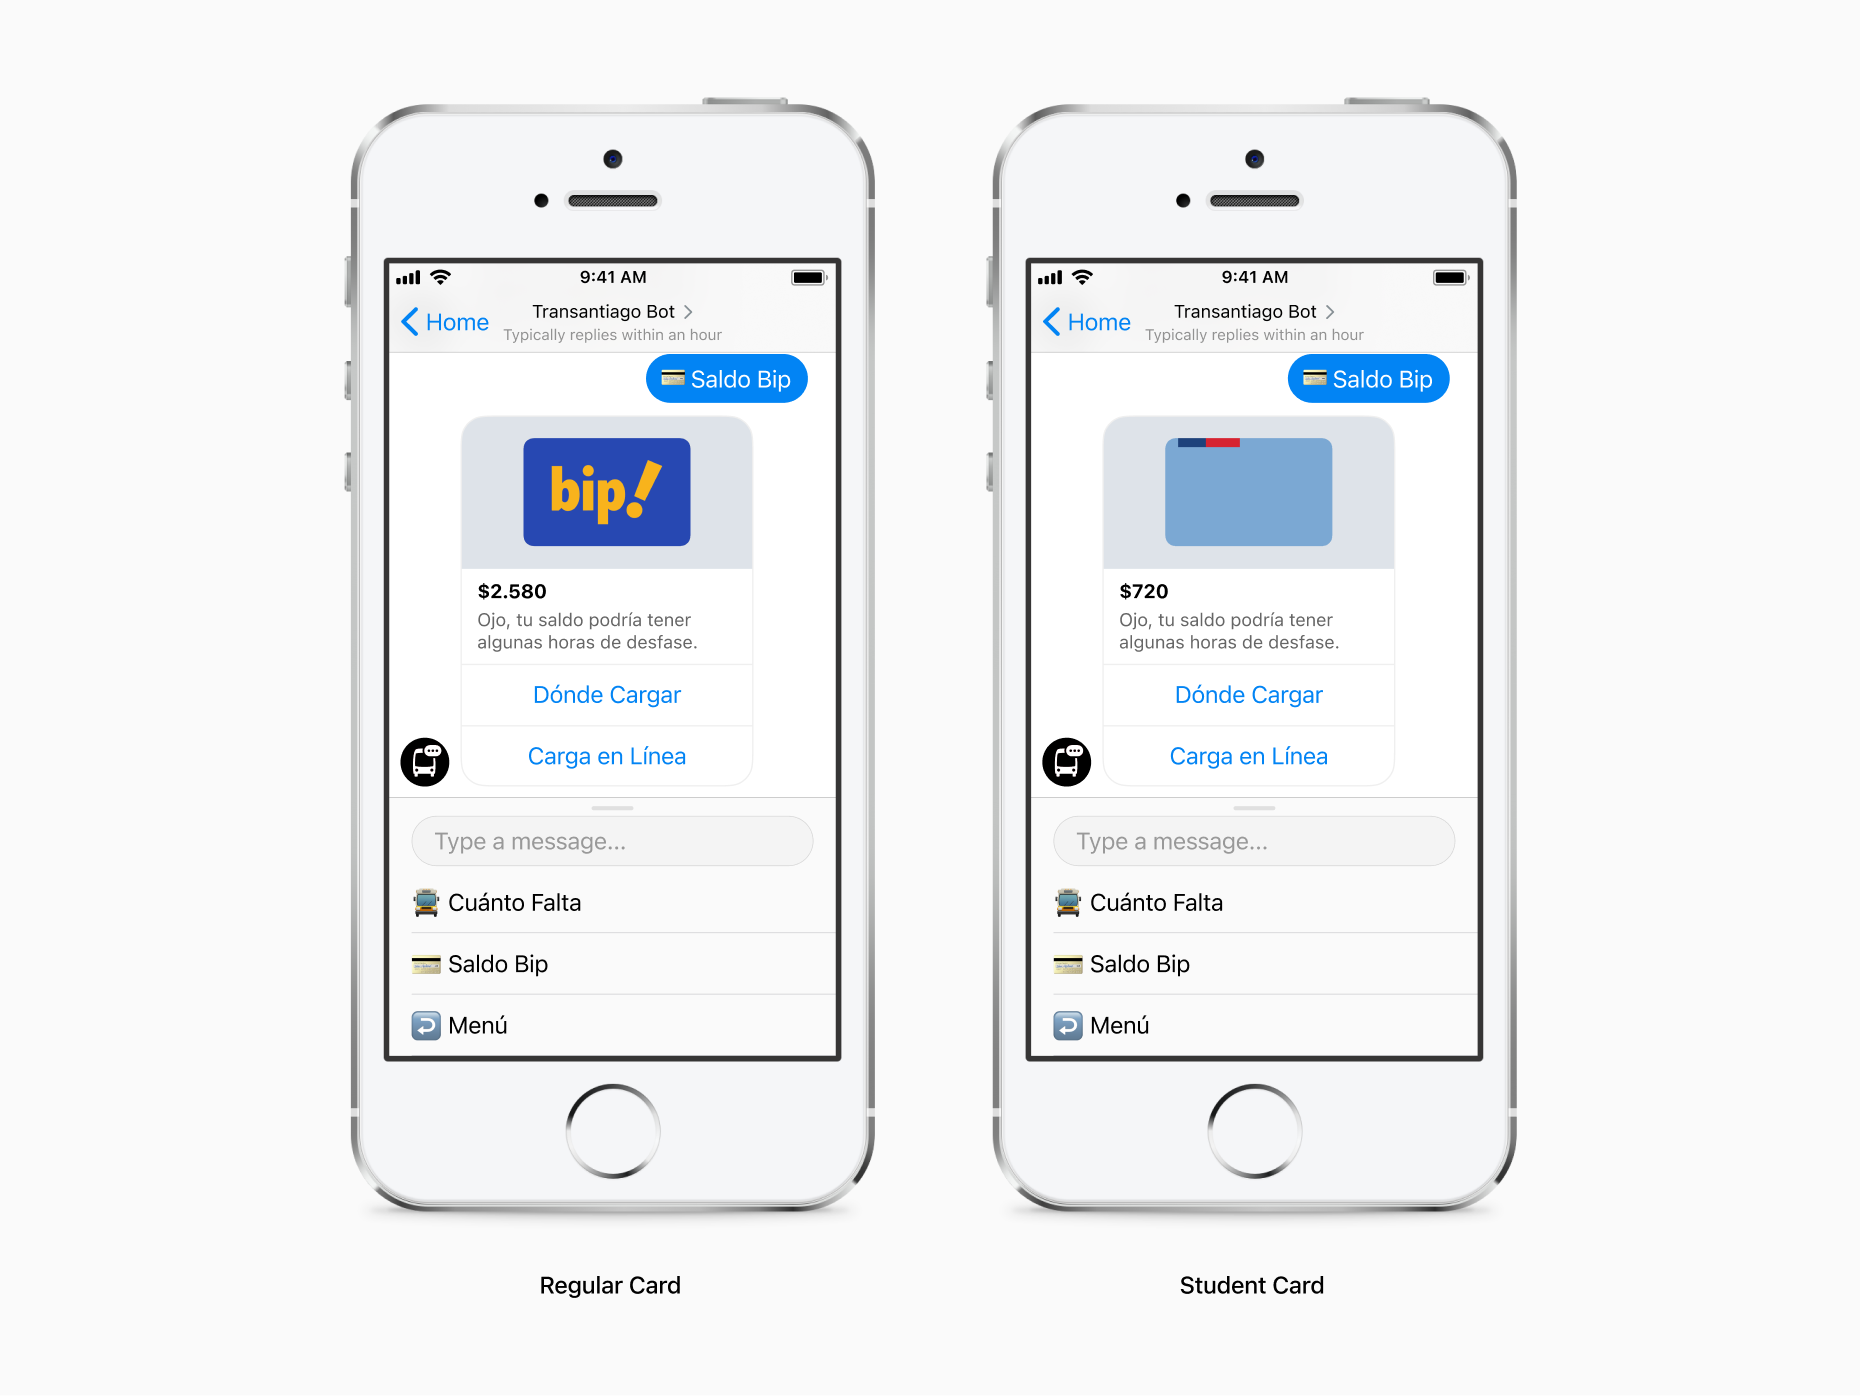 9:41 AM
Home
Transantiago Bot
Typically replies within an hour
Saldo Bip
bip!
$2.580
Ojo, tu saldo podría tener
algunas horas de desfase.
Dónde Cargar
Carga en Línea
Type a message...
Cuánto Falta
Saldo Bip
Menú
Regular Card
9:41 AM
Home
Transantiago Bot
Typically replies within an hour
Saldo Bip
$720
Ojo, tu saldo podría tener
algunas horas de desfase.
Dónde Cargar
Carga en Línea
Type a message...
Cuánto Falta
Saldo Bip
Menú
Student Card